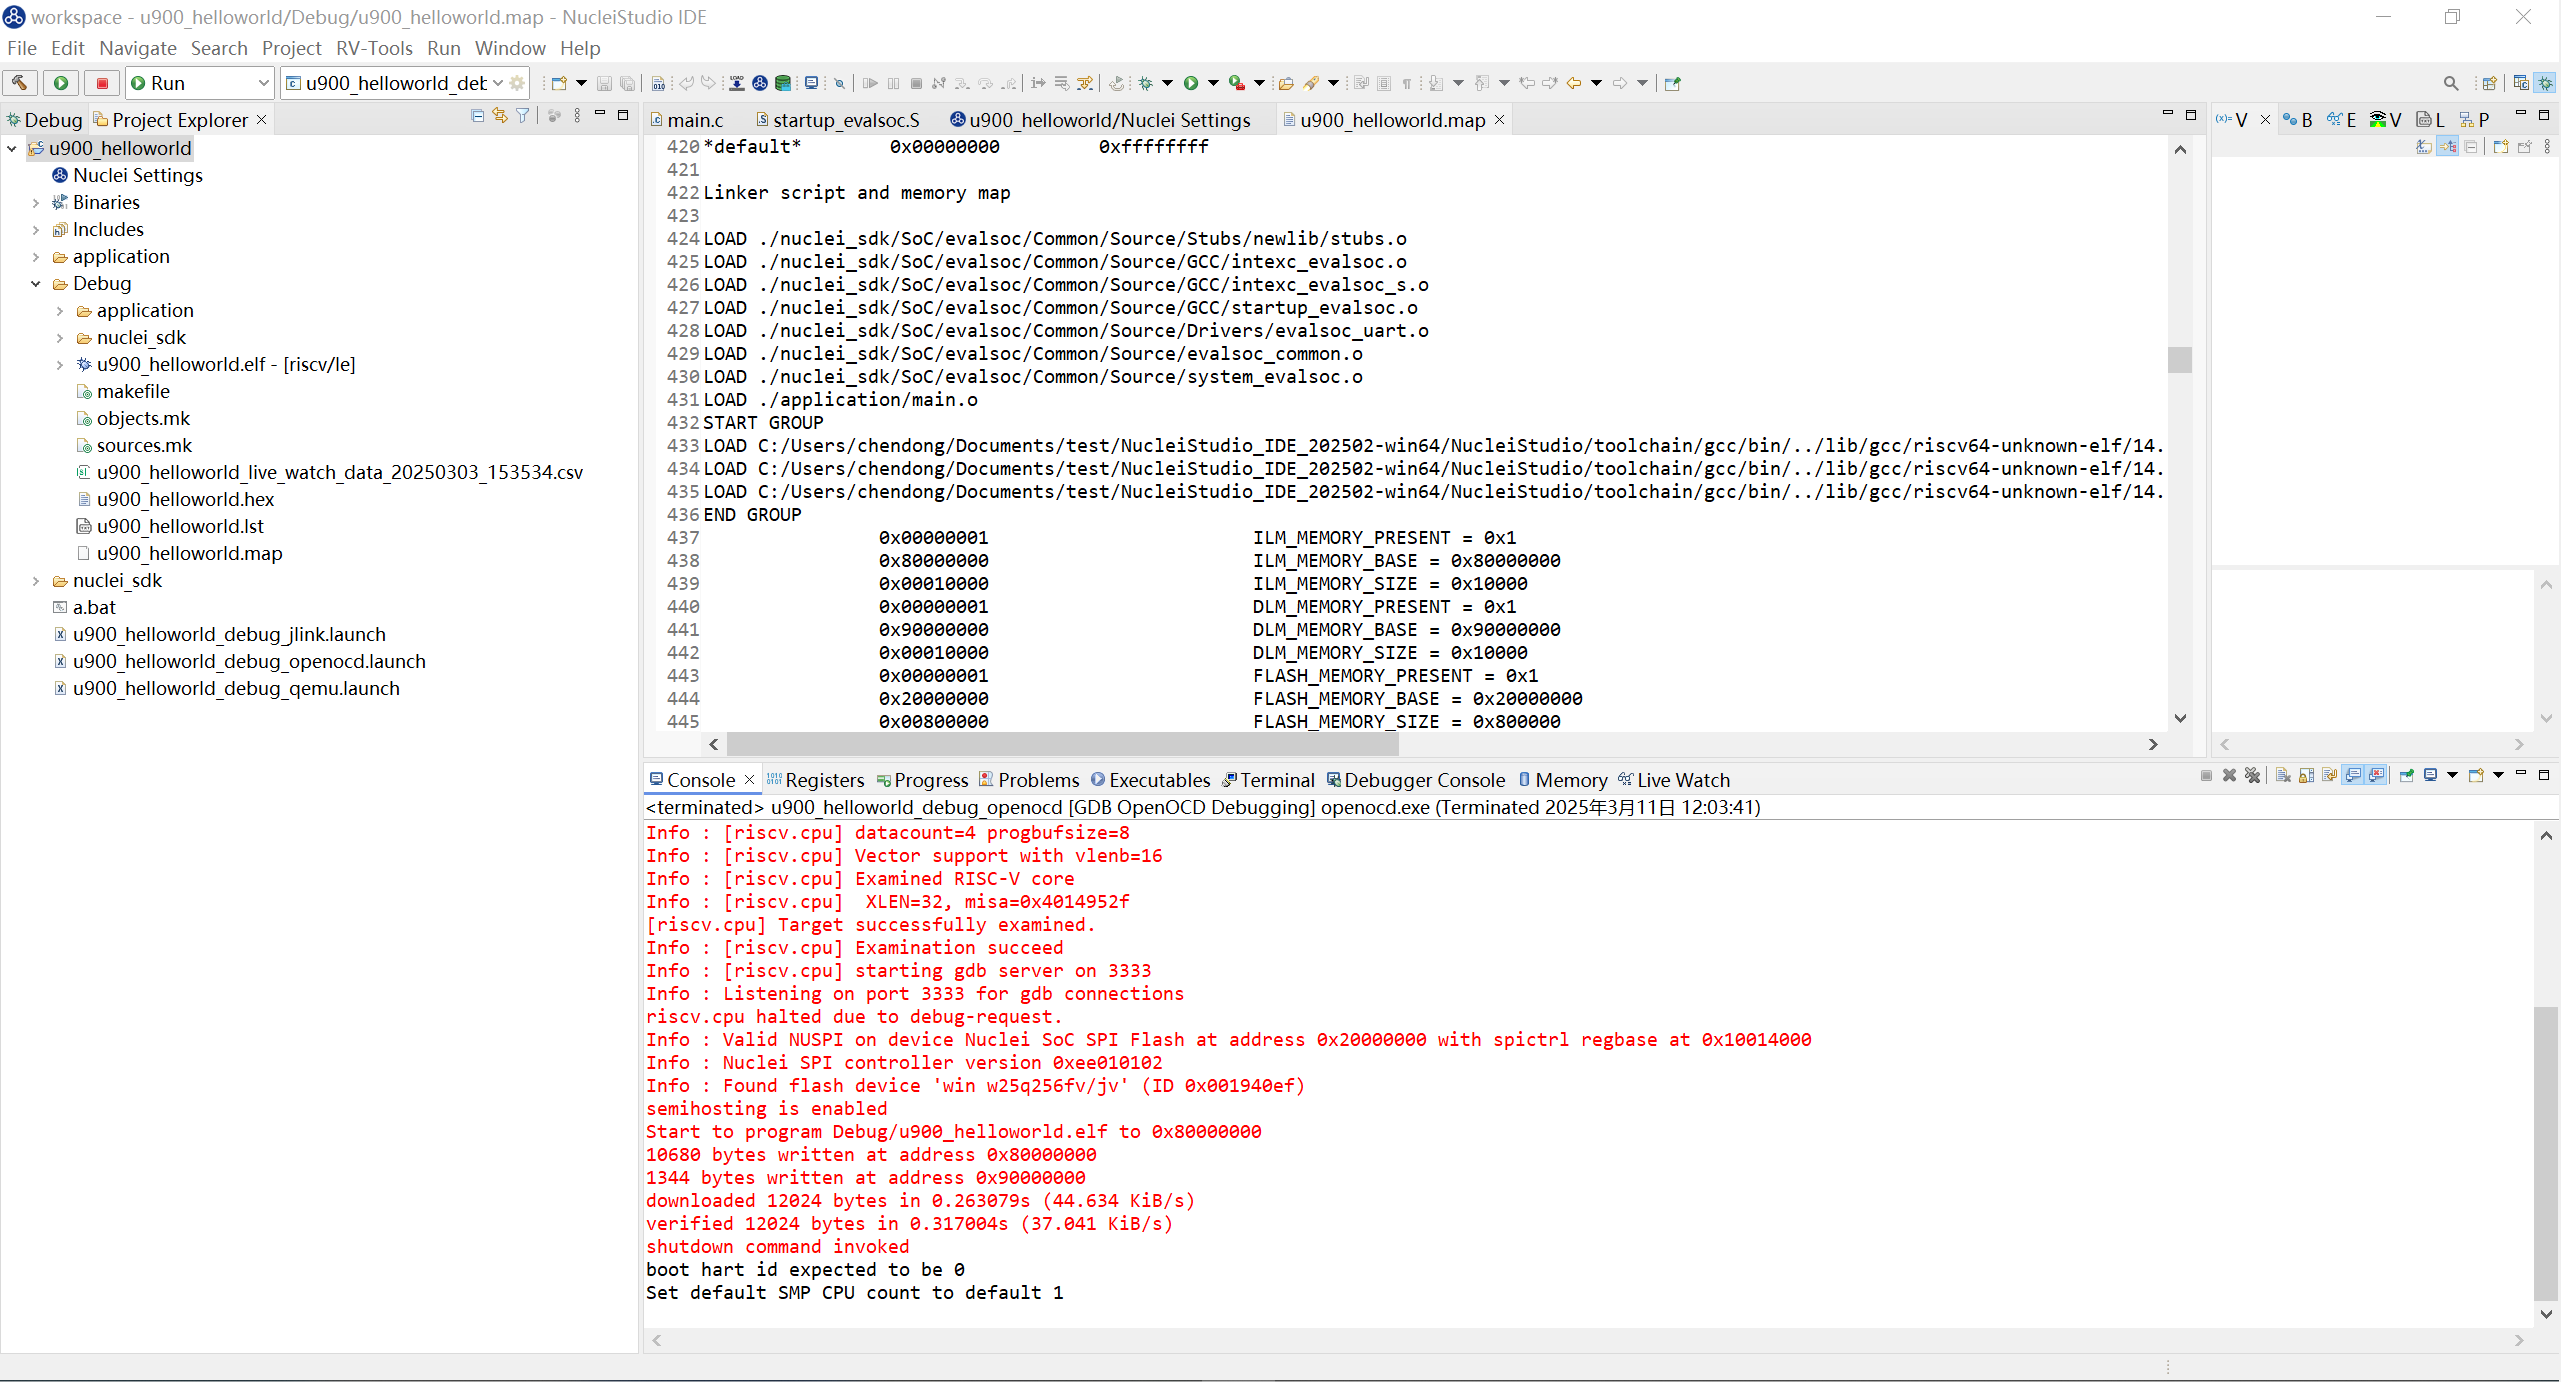 workspace - u900_helloworld/Debug/u900_helloworld.map - NucleiStudio IDE
File Edit Navigate Search Project RV-Tools Run Window Help
Run u900_helloworld_deb
Debug Project Explorer
u900_helloworld
Nuclei Settings
Binaries
Includes
application
Debug
application
nuclei_sdk
u900_helloworld.elf - [riscv/le]
makefile
objects.mk
sources.mk
u900_helloworld_live_watch_data_20250303_153534.csv
u900_helloworld.hex
u900_helloworld.lst
u900_helloworld.map
nuclei_sdk
a.bat
u900_helloworld_debug_jlink.launch
u900_helloworld_debug_openocd.launch
u900_helloworld_debug_qemu.launch
main.c startup_evalsoc.S u900_helloworld/Nuclei Settings u900_helloworld.map
420 *default* 0x00000000 0xffffffff
421
422 Linker script and memory map
423
424 LOAD ./nuclei_sdk/SoC/evalsoc/Common/Source/Stubs/newlib/stubs.o
425 LOAD ./nuclei_sdk/SoC/evalsoc/Common/Source/GCC/intexc_evalsoc.o
426 LOAD ./nuclei_sdk/SoC/evalsoc/Common/Source/GCC/intexc_evalsoc_s.o
427 LOAD ./nuclei_sdk/SoC/evalsoc/Common/Source/GCC/startup_evalsoc.o
428 LOAD ./nuclei_sdk/SoC/evalsoc/Common/Source/Drivers/evalsoc_uart.o
429 LOAD ./nuclei_sdk/SoC/evalsoc/Common/Source/evalsoc_common.o
430 LOAD ./nuclei_sdk/SoC/evalsoc/Common/Source/system_evalsoc.o
431 LOAD ./application/main.o
432 START GROUP
433 LOAD C:/Users/chendong/Documents/test/NucleiStudio_IDE_202502-win64/NucleiStudio/toolchain/gcc/bin/../lib/gcc/riscv64-unknown-elf/14.
434 LOAD C:/Users/chendong/Documents/test/NucleiStudio_IDE_202502-win64/NucleiStudio/toolchain/gcc/bin/../lib/gcc/riscv64-unknown-elf/14.
435 LOAD C:/Users/chendong/Documents/test/NucleiStudio_IDE_202502-win64/NucleiStudio/toolchain/gcc/bin/../lib/gcc/riscv64-unknown-elf/14.
436 END GROUP
437 0x00000001 ILM_MEMORY_PRESENT = 0x1
438 0x80000000 ILM_MEMORY_BASE = 0x80000000
439 0x00010000 ILM_MEMORY_SIZE = 0x10000
440 0x00000001 DLM_MEMORY_PRESENT = 0x1
441 0x90000000 DLM_MEMORY_BASE = 0x90000000
442 0x00010000 DLM_MEMORY_SIZE = 0x10000
443 0x00000001 FLASH_MEMORY_PRESENT = 0x1
444 0x20000000 FLASH_MEMORY_BASE = 0x20000000
445 0x00800000 FLASH_MEMORY_SIZE = 0x800000
V B E V L P
Console Registers Progress Problems Executables Terminal Debugger Console Memory Live Watch
<terminated> u900_helloworld_debug_openocd [GDB OpenOCD Debugging] openocd.exe (Terminated 2025年3月11日 12:03:41)
Info : [riscv.cpu] datacount=4 progbufsize=8
Info : [riscv.cpu] Vector support with vlenb=16
Info : [riscv.cpu] Examined RISC-V core
Info : [riscv.cpu]  XLEN=32, misa=0x4014952f
[riscv.cpu] Target successfully examined.
Info : [riscv.cpu] Examination succeed
Info : [riscv.cpu] starting gdb server on 3333
Info : Listening on port 3333 for gdb connections
riscv.cpu halted due to debug-request.
Info : Valid NUSPI on device Nuclei SoC SPI Flash at address 0x20000000 with spictrl regbase at 0x10014000
Info : Nuclei SPI controller version 0xee010102
Info : Found flash device 'win w25q256fv/jv' (ID 0x001940ef)
semihosting is enabled
Start to program Debug/u900_helloworld.elf to 0x80000000
10680 bytes written at address 0x80000000
1344 bytes written at address 0x90000000
downloaded 12024 bytes in 0.263079s (44.634 KiB/s)
verified 12024 bytes in 0.317004s (37.041 KiB/s)
shutdown command invoked
boot hart id expected to be 0
Set default SMP CPU count to default 1